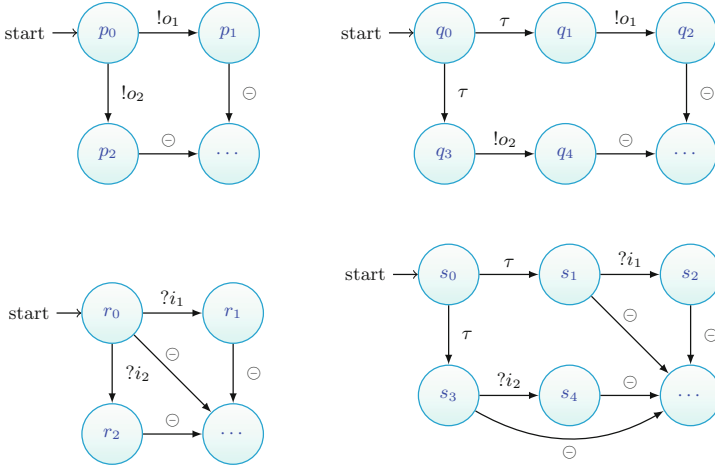 start p₀ !o₁ p₁
!o₂ ⊖
p₂ ⊖ ⋯
start q₀ τ q₁ !o₁ q₂
τ ⊖
q₃ !o₂ q₄ ⊖ ⋯
start r₀ ?i₁ r₁
?i₂ ⊖ ⊖
r₂ ⊖ ⋯
start s₀ τ s₁ ?i₁ s₂
τ ⊖ ⊖
s₃ ?i₂ s₄ ⊖ ⋯
⊖